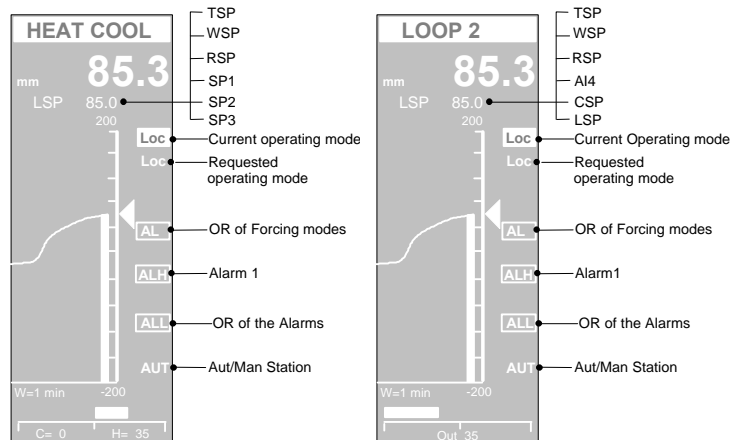 HEAT COOL
85.3
mm
LSP 85.0
200
Loc
Loc
AL
ALH
ALL
AUT
W=1 min -200
C= 0 H= 35
TSP
WSP
RSP
SP1
SP2
SP3
Current operating mode
Requested
operating mode
OR of Forcing modes
Alarm 1
OR of the Alarms
Aut/Man Station
LOOP 2
85.3
mm
LSP 85.0
200
Loc
Loc
AL
ALH
ALL
AUT
W=1 min -200
Out 35
TSP
WSP
RSP
AI4
CSP
LSP
Current Operating mode
Requested
operating mode
OR of Forcing modes
Alarm1
OR of the Alarms
Aut/Man Station